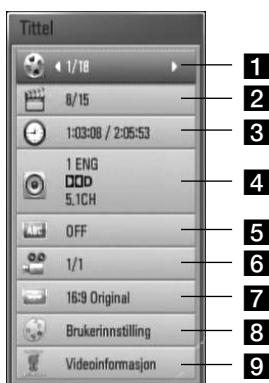 Tittel
1/18 1
8/15 2
1:03:08 / 2:05:53 3
1 ENG
DD D 4
5.1CH
OFF 5
1/1 6
16:9 Original 7
Brukerinnstilling 8
Videoinformasjon 9